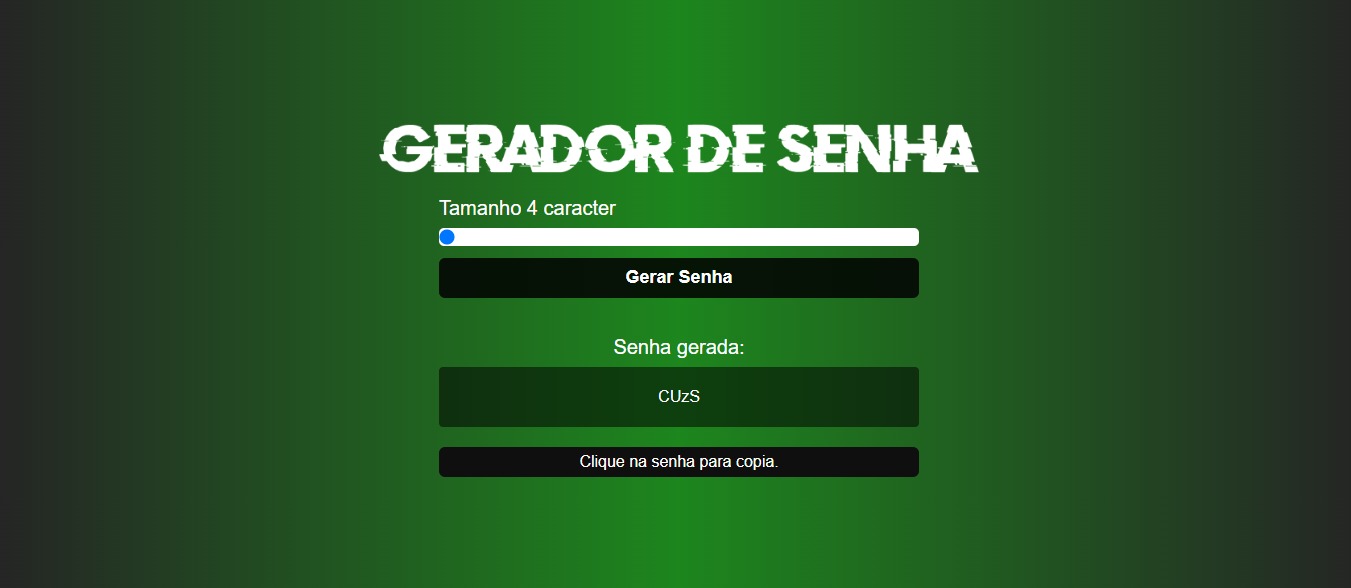 GERADOR DE SENHA
Tamanho 4 caracter
Gerar Senha
Senha gerada:
CUzS
Clique na senha para copia.